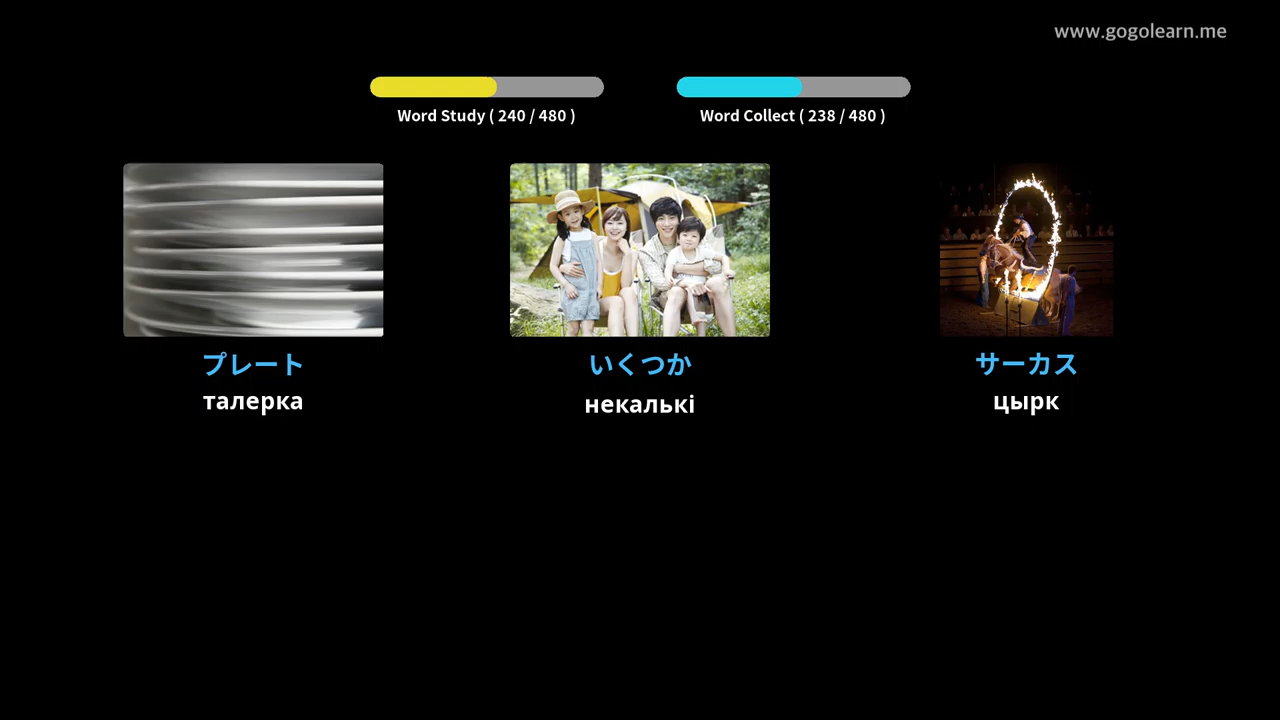 www.gogolearn.me
Word Study ( 240 / 480 )
Word Collect ( 238 / 480 )
プレート
талерка
いくつか
некалькі
サーカス
цырк